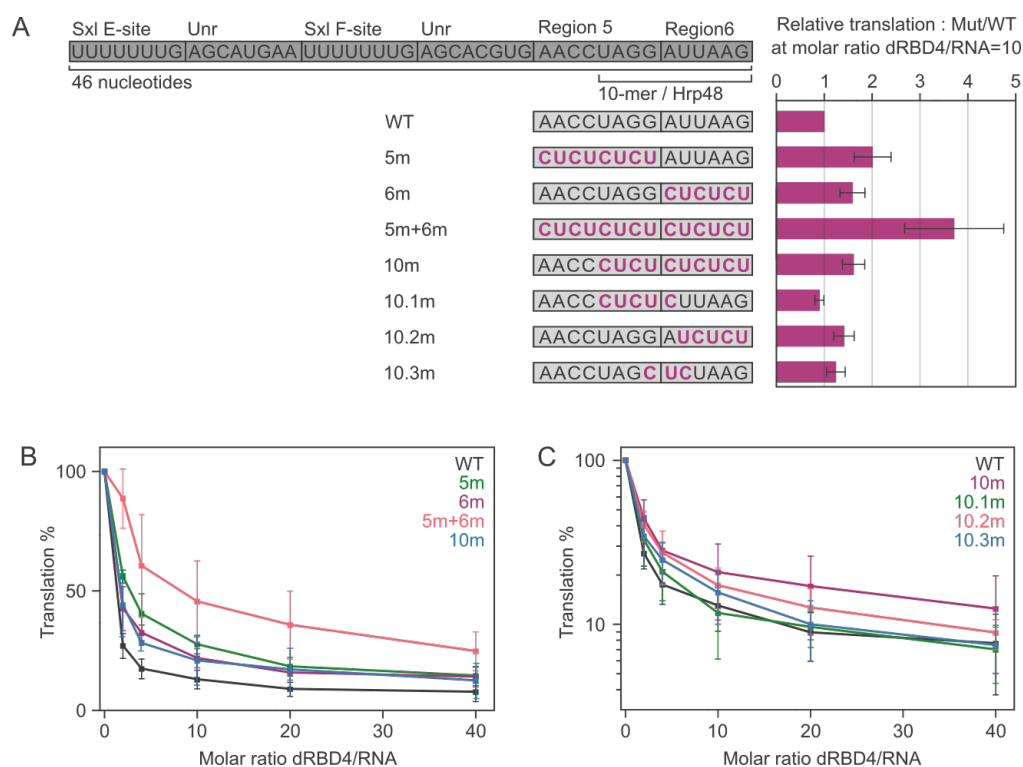 A
Sxl E-site Unr Sxl F-site Unr Region 5 Region6
UUUUUUUG AGCAUGAA UUUUUUUG AGCACGUG AACCUAGG AUUAAG
46 nucleotides
10-mer / Hrp48
Relative translation : Mut/WT
at molar ratio dRBD4/RNA=10
0 1 2 3 4 5
WT AACCUAGG AUUAAG
5m CUCUCUCU AUUAAG
6m AACCUAGG CUCUCU
5m+6m CUCUCUCU CUCUCU
10m AACCCUCU CUCUCU
10.1m AACCCUCU CUUAAG
10.2m AACCUAGG AUCUCU
10.3m AACCUAGC UCUAAG
B
WT
5m
6m
5m+6m
10m
Translation %
100
50
0
0 10 20 30 40
Molar ratio dRBD4/RNA
C
WT
10m
10.1m
10.2m
10.3m
Translation %
100
10
0 10 20 30 40
Molar ratio dRBD4/RNA